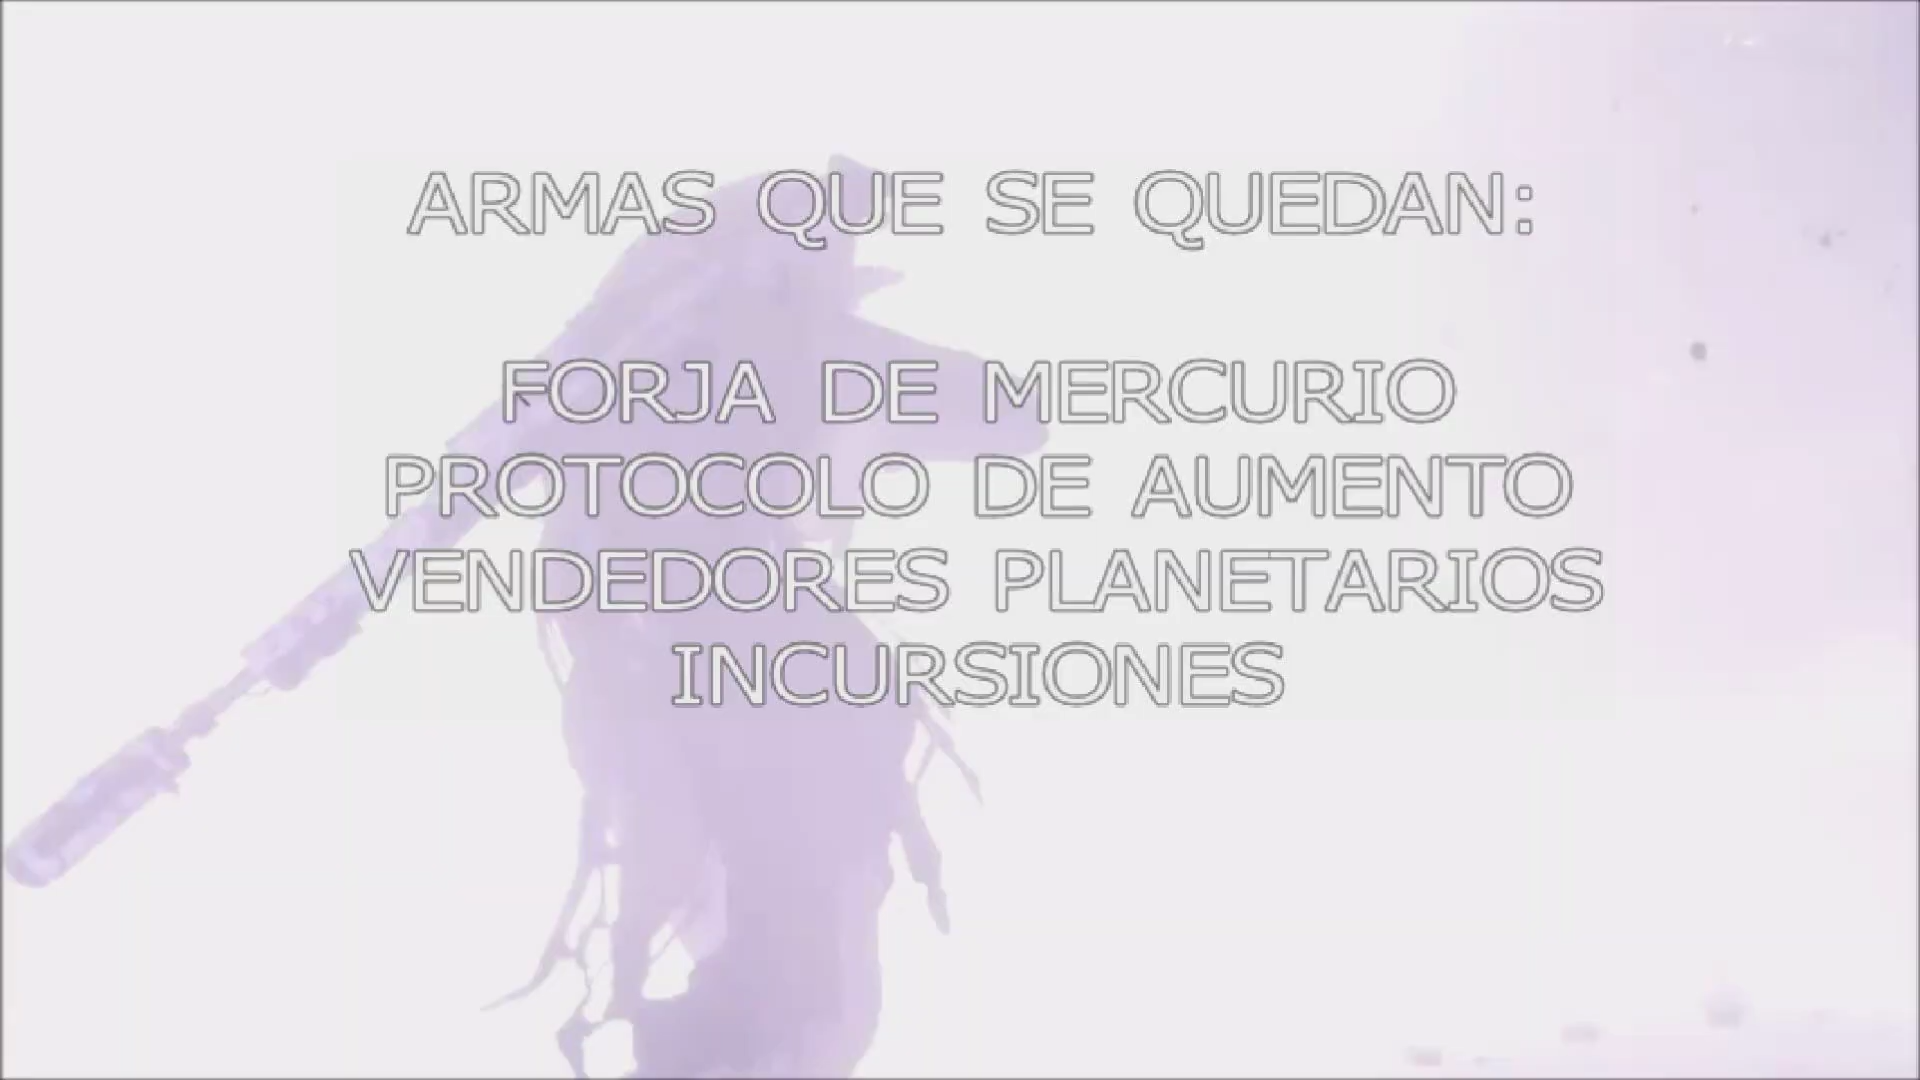 ARMAS QUE SE QUEDAN:
FORJA DE MERCURIO
PROTOCOLO DE AUMENTO
VENDEDORES PLANETARIOS
INCURSIONES